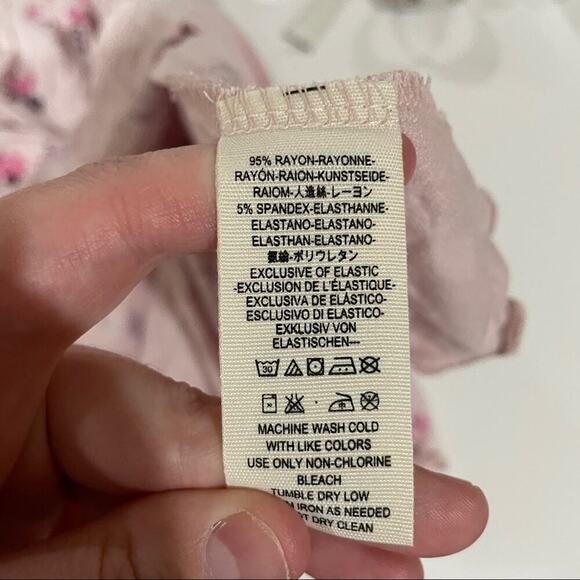 95% RAYON-RAYONNE-
RAYÓN-RAION-KUNSTSEIDE-
RAIOM-人造絲-レーヨン
5% SPANDEX-ELASTHANNE-
ELASTANO-ELASTANO-
ELASTHAN-ELASTANO-
ポリウレタン
EXCLUSIVE OF ELASTIC
-EXCLUSION DE L'ÉLASTIQUE-
EXCLUSIVA DE ELÁSTICO-
ESCLUSIVO DI ELASTICO-
EXKLUSIV VON
ELASTISCHEN---
30
MACHINE WASH COLD
WITH LIKE COLORS
USE ONLY NON-CHLORINE
BLEACH
TUMBLE DRY LOW
IRON AS NEEDED
DRY CLEAN